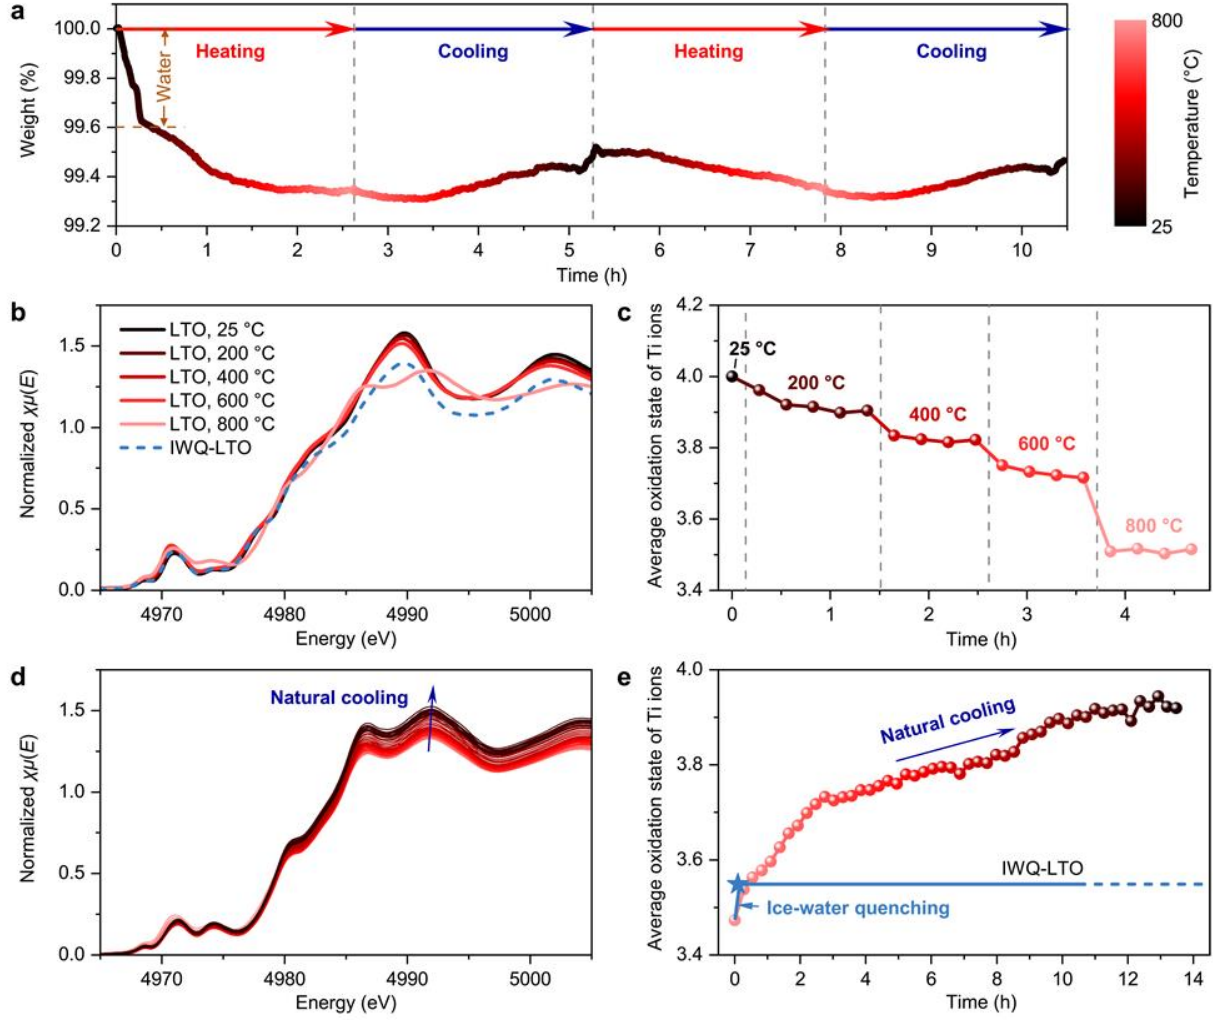 a
100.0
99.8
99.6
99.4
99.2
Weight (%)
Water
Heating
Cooling
Heating
Cooling
0 1 2 3 4 5 6 7 8 9 10
Time (h)
800
25
Temperature (°C)
b
1.5
1.0
0.5
0.0
Normalized χμ(E)
LTO, 25 °C
LTO, 200 °C
LTO, 400 °C
LTO, 600 °C
LTO, 800 °C
IWQ-LTO
4970 4980 4990 5000
Energy (eV)
c
4.2
4.0
3.8
3.6
3.4
Average oxidation state of Ti ions
25 °C
200 °C
400 °C
600 °C
800 °C
0 1 2 3 4
Time (h)
d
1.5
1.0
0.5
0.0
Normalized χμ(E)
Natural cooling
4970 4980 4990 5000
Energy (eV)
e
4.0
3.8
3.6
3.4
Average oxidation state of Ti ions
Natural cooling
IWQ-LTO
Ice-water quenching
0 2 4 6 8 10 12 14
Time (h)